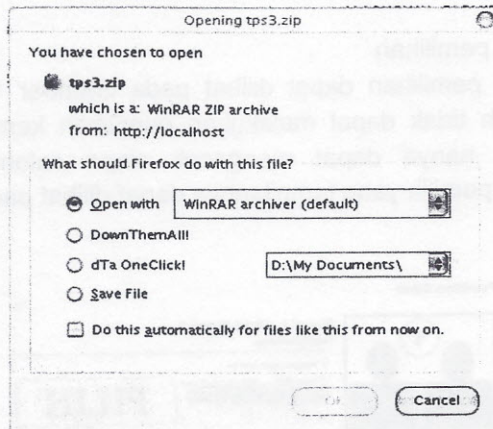 Opening tps3.zip
You have chosen to open
tps3.zip
which is a: WinRAR ZIP archive
from: http://localhost
What should Firefox do with this file?
Open with WinRAR archiver (default)
DownThemAll!
dTa OneClick! D:\My Documents\
Save File
Do this automatically for files like this from now on.
Cancel